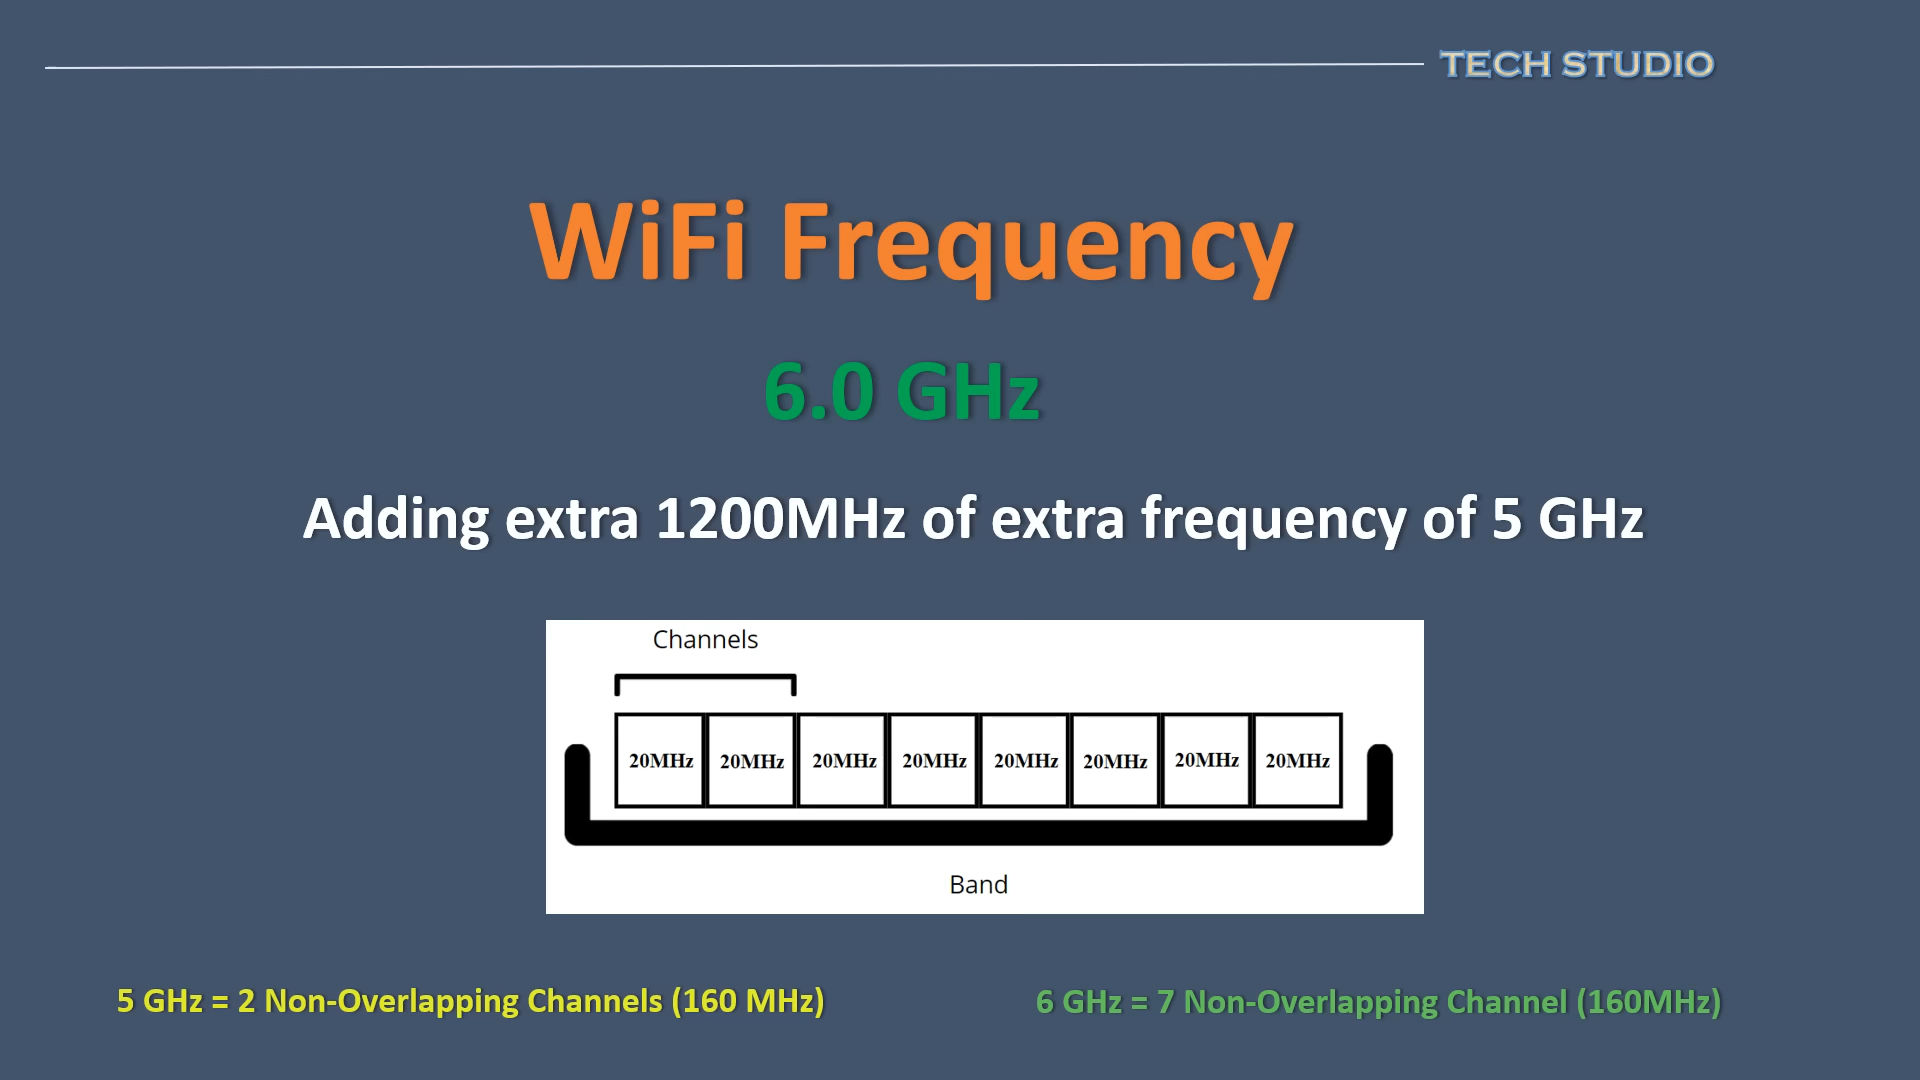 TECH STUDIO
WiFi Frequency
6.0 GHz
Adding extra 1200MHz of extra frequency of 5 GHz
Channels
20MHz 20MHz 20MHz 20MHz 20MHz 20MHz 20MHz 20MHz
Band
5 GHz = 2 Non-Overlapping Channels (160 MHz)
6 GHz = 7 Non-Overlapping Channel (160MHz)